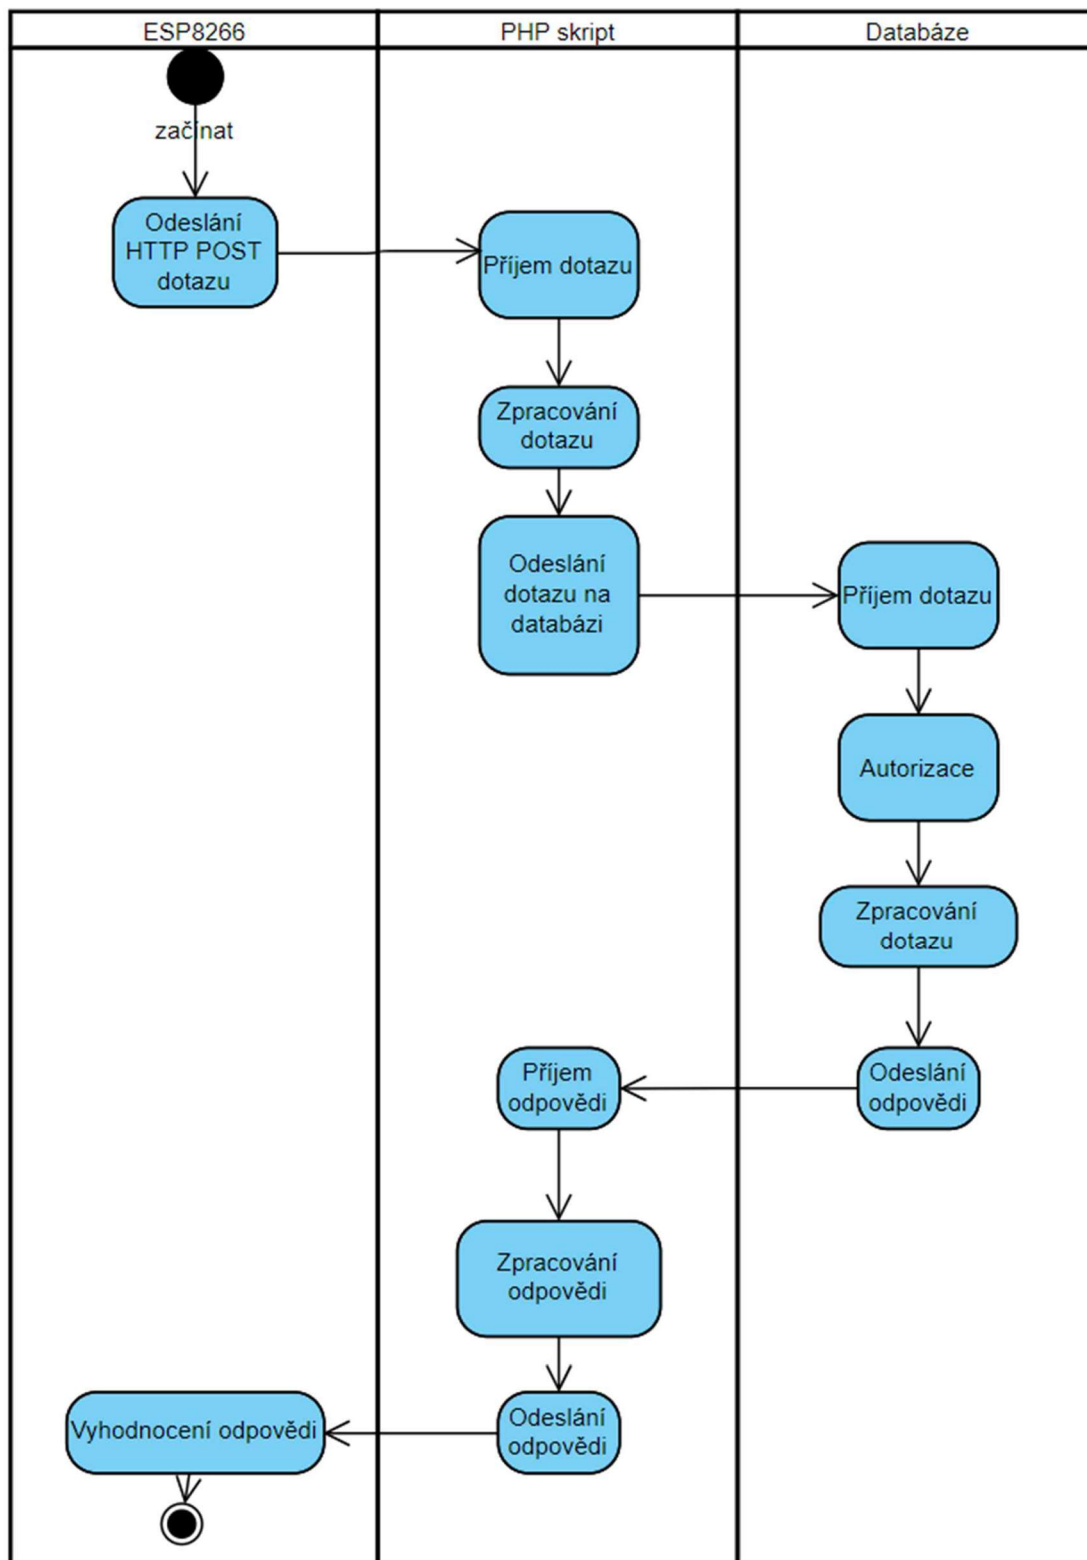 ESP8266
PHP skript
Databáze
začínat
Odeslání
HTTP POST
dotazu
Příjem dotazu
Zpracování
dotazu
Odeslání
dotazu na
databázi
Příjem dotazu
Autorizace
Zpracování
dotazu
Odeslání
odpovědi
Příjem
odpovědi
Zpracování
odpovědi
Odeslání
odpovědi
Vyhodnocení odpovědi